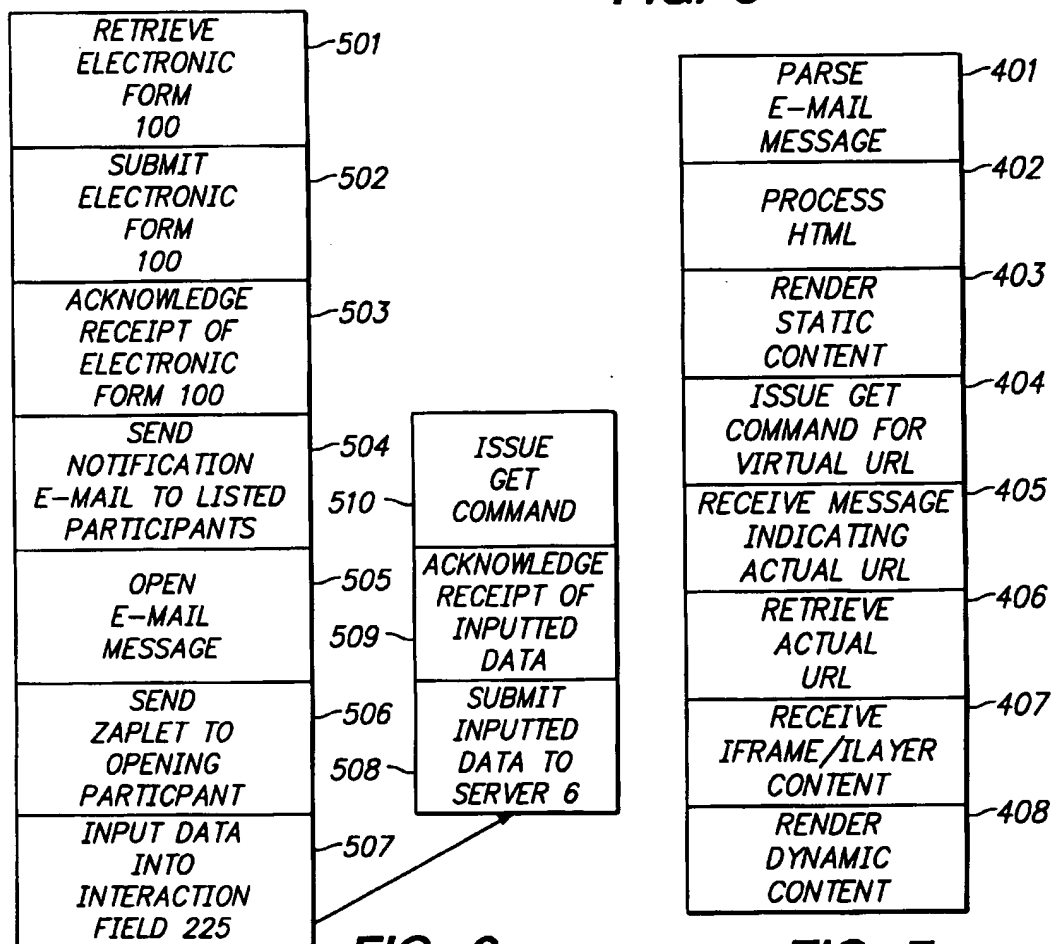 FIG.
RETRIEVE
ELECTRONIC
FORM
100
501
SUBMIT
ELECTRONIC
FORM
100
502
ACKNOWLEDGE
RECEIPT OF
ELECTRONIC
FORM 100
503
SEND
NOTIFICATION
E-MAIL TO LISTED
PARTICIPANTS
504
OPEN
E-MAIL
MESSAGE
505
SEND
ZAPLET TO
OPENING
PARTICPANT
506
INPUT DATA
INTO
INTERACTION
FIELD 225
507
ISSUE
GET
COMMAND
510
ACKNOWLEDGE
RECEIPT OF
INPUTTED
DATA
509
SUBMIT
INPUTTED
DATA TO
SERVER 6
508
PARSE
E-MAIL
MESSAGE
401
PROCESS
HTML
402
RENDER
STATIC
CONTENT
403
ISSUE GET
COMMAND FOR
VIRTUAL URL
404
RECEIVE MESSAGE
INDICATING
ACTUAL URL
405
RETRIEVE
ACTUAL
URL
406
RECEIVE
IFRAME/ILAYER
CONTENT
407
RENDER
DYNAMIC
CONTENT
408
FIG.
FIG.